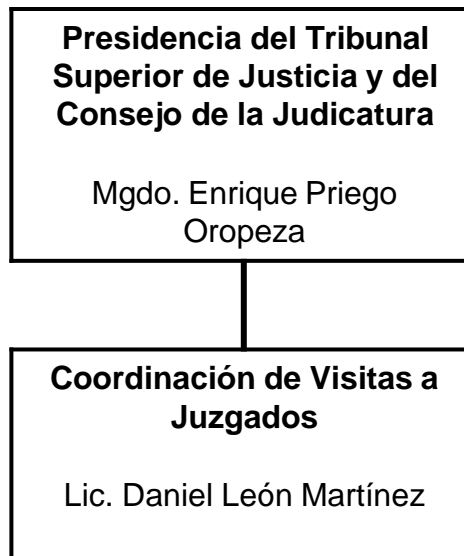 Presidencia del Tribunal
Superior de Justicia y del
Consejo de la Judicatura
Mgdo. Enrique Priego
Oropeza
Coordinación de Visitas a
Juzgados
Lic. Daniel León Martínez